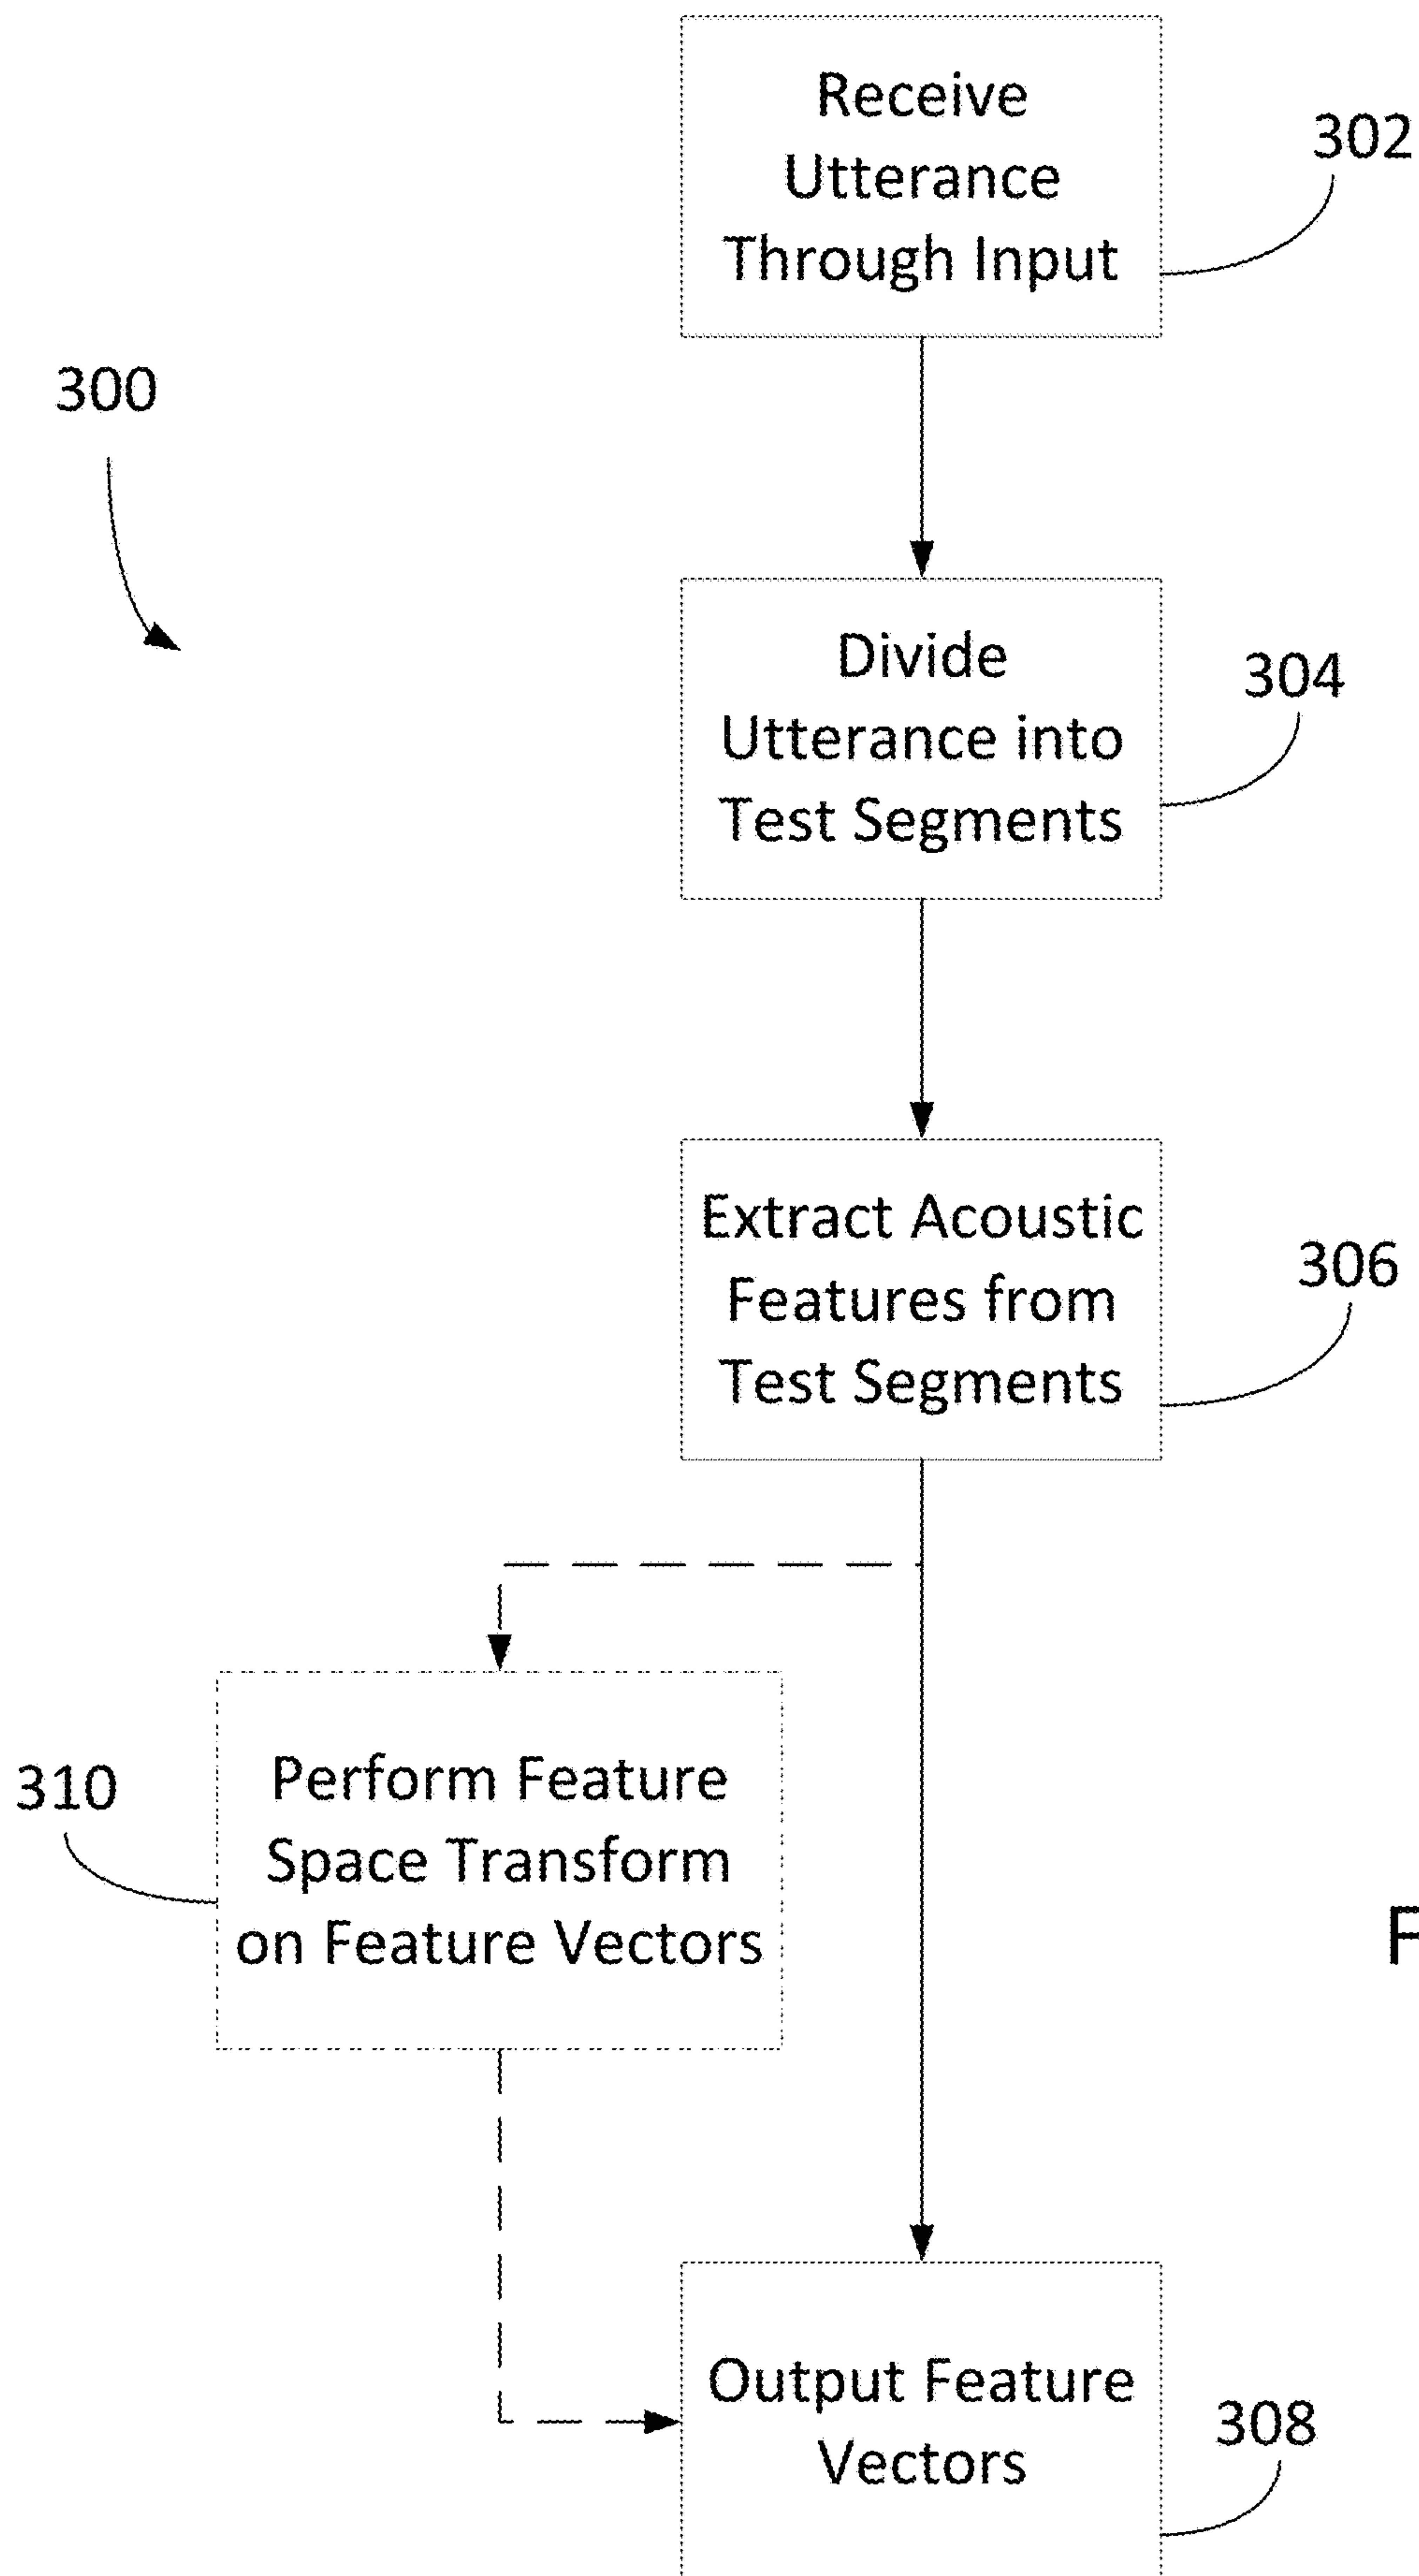 Receive
Utterance
Through Input
302
300
Divide
Utterance into
Test Segments
304
Extract Acoustic
Features from
Test Segments
306
310
Perform Feature
Space Transform
on Feature Vectors
F
Output Feature
Vectors
308